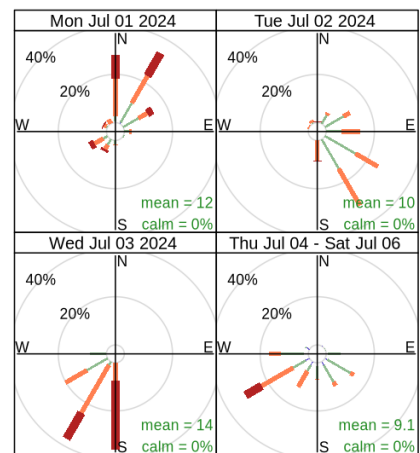 Mon Jul 01 2024
N
40%
20%
W
E
mean = 12
S
calm = 0%
Tue Jul 02 2024
N
40%
20%
W
E
mean = 10
S
calm = 0%
Wed Jul 03 2024
N
40%
20%
W
E
mean = 14
S
calm = 0%
Thu Jul 04 - Sat Jul 06
N
40%
20%
W
E
mean = 9.1
S
calm = 0%